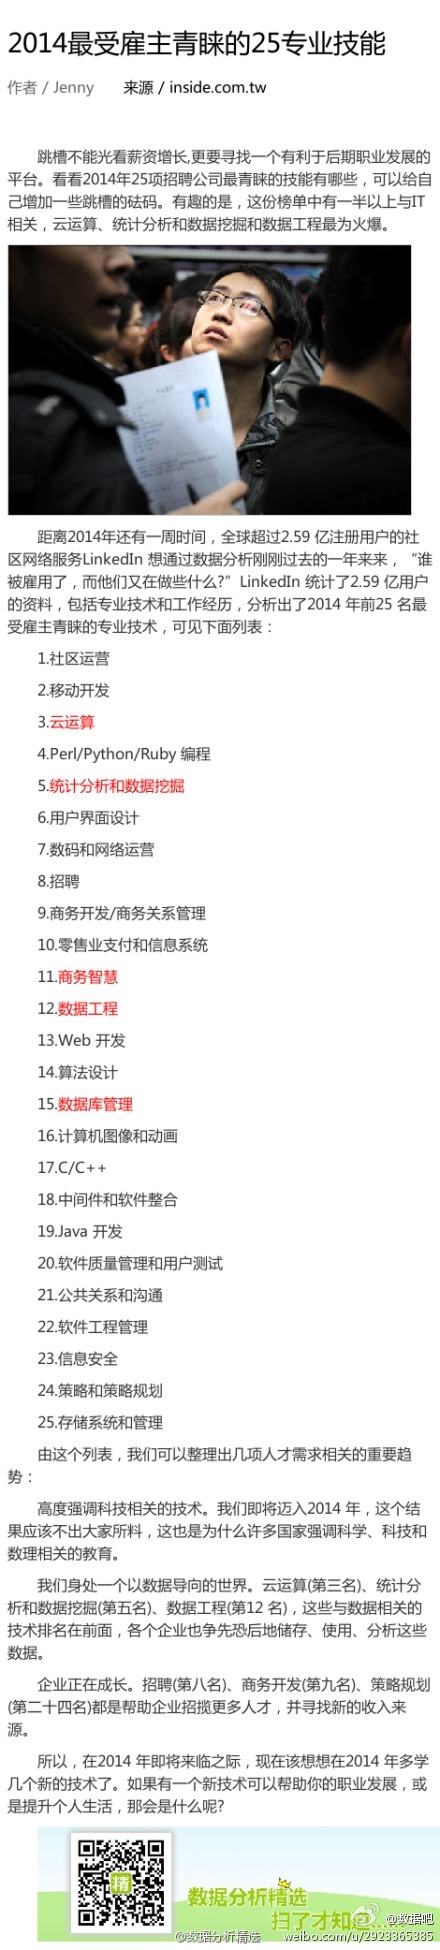 2014最受雇主青睐的25专业技能
作者 / Jenny 来源 / inside.com.tw
跳槽不能光看薪资增长,更要寻找一个有利于后期职业发展的
平台。看看2014年25项招聘公司最青睐的技能有哪些，可以给自
己增加一些跳槽的砝码。有趣的是，这份榜单中有一半以上与IT
相关，云运算、统计分析和数据挖掘和数据工程最为火爆。
距离2014年还有一周时间，全球超过2.59 亿注册用户的社
区网络服务LinkedIn 想通过数据分析刚刚过去的一年来来，“谁
被雇用了，而他们又在做些什么?”LinkedIn 统计了2.59 亿用户
的资料，包括专业技术和工作经历，分析出了2014 年前25 名最
受雇主青睐的专业技术，可见下面列表：
1.社区运营
2.移动开发
3.云运算
4.Perl/Python/Ruby 编程
5.统计分析和数据挖掘
6.用户界面设计
7.数码和网络运营
8.招聘
9.商务开发/商务关系管理
10.零售业支付和信息系统
11.商务智慧
12.数据工程
13.Web 开发
14.算法设计
15.数据库管理
16.计算机图像和动画
17.C/C++
18.中间件和软件整合
19.Java 开发
20.软件质量管理和用户测试
21.公共关系和沟通
22.软件工程管理
23.信息安全
24.策略和策略规划
25.存储系统和管理
由这个列表，我们可以整理出几项人才需求相关的重要趋
势：
高度强调科技相关的技术。我们即将迈入2014 年，这个结
果应该不出大家所料，这也是为什么许多国家强调科学、科技和
数理相关的教育。
我们身处一个以数据导向的世界。云运算(第三名)、统计分
析和数据挖掘(第五名)、数据工程(第12 名)，这些与数据相关的
技术排名在前面，各个企业也争先恐后地储存、使用、分析这些
数据。
企业正在成长。招聘(第八名)、商务开发(第九名)、策略规划
(第二十四名)都是帮助企业招揽更多人才，并寻找新的收入来
源。
所以，在2014 年即将来临之际，现在该想想在2014 年多学
几个新的技术了。如果有一个新技术可以帮助你的职业发展，或
是提升个人生活，那会是什么呢?
精
数据分析精选
扫了才知道......
@数据吧
@数据分析精选 weibo.com/u/2923365385